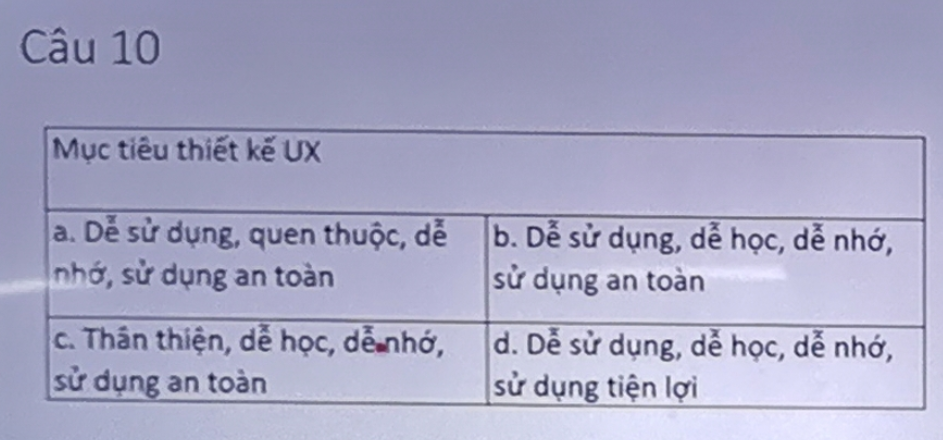 Câu 10
Mục tiêu thiết kế UX
a. Dễ sử dụng, quen thuộc, dễ
nhớ, sử dụng an toàn
b. Dễ sử dụng, dễ học, dễ nhớ,
sử dụng an toàn
c. Thân thiện, dễ học, dễ nhớ,
sử dụng an toàn
d. Dễ sử dụng, dễ học, dễ nhớ,
sử dụng tiện lợi